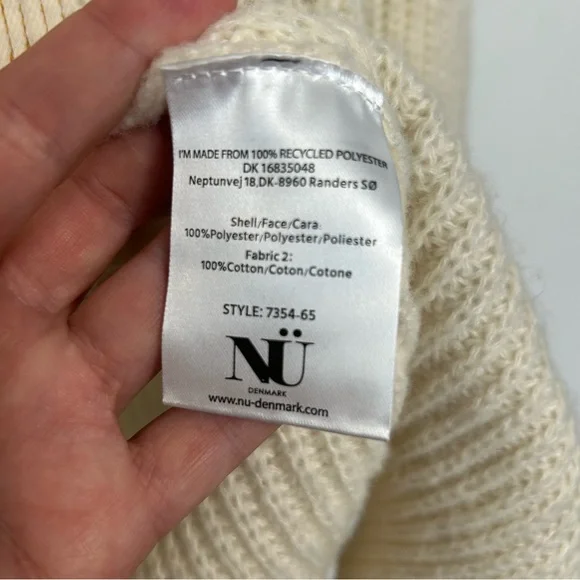 I'M MADE FROM 100% RECYCLED POLYESTER
DK 16835048
Neptunvej 18,DK-8960 Randers SØ
Shell/Face/Cara
100%Polyester/Polyester/Poliester
Fabric 2:
100%Cotton/Coton/Cotone
STYLE: 7354-65
NÜ
DENMARK
www.nu-denmark.com